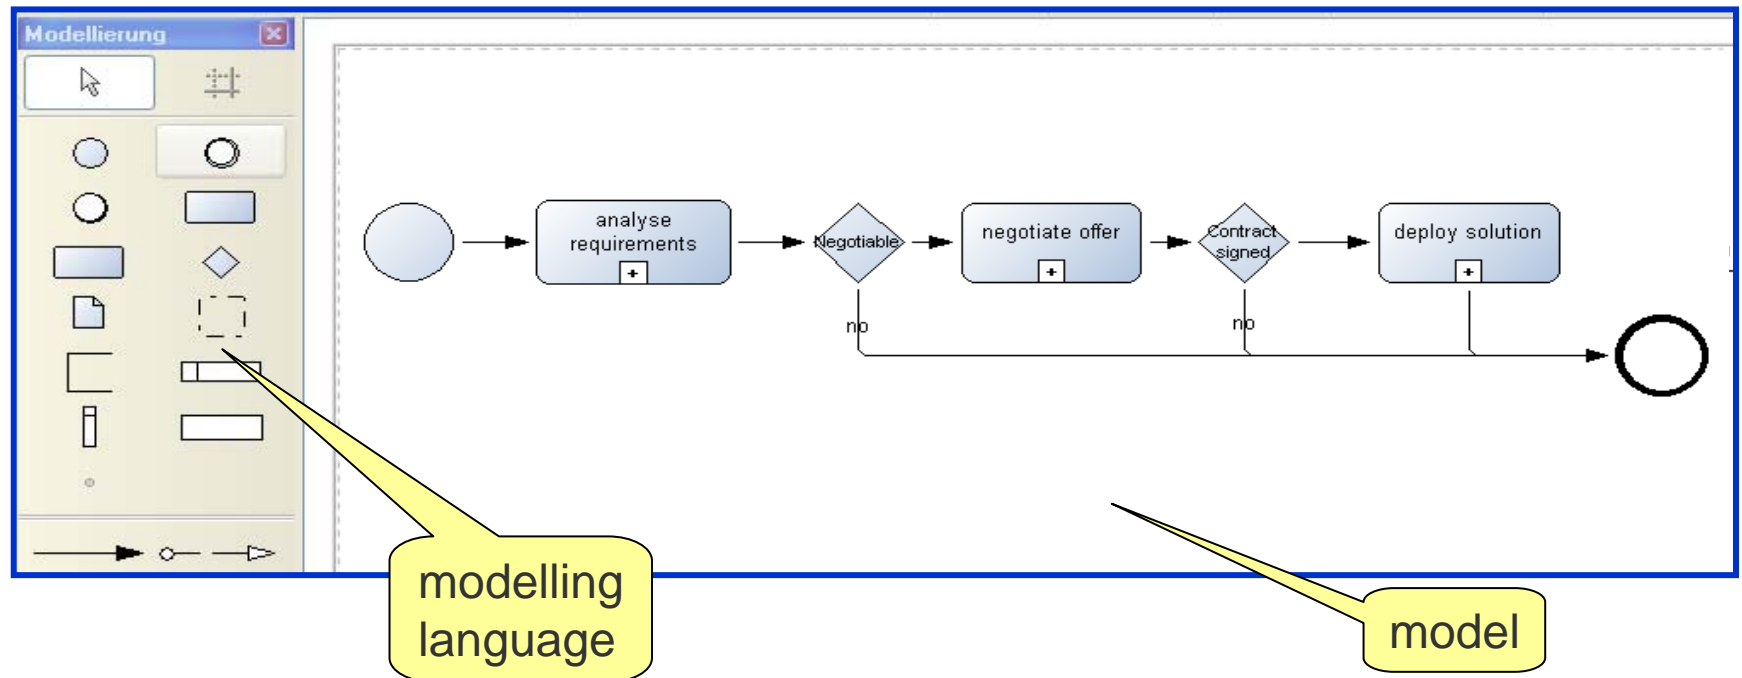 Modellierung
analyse
requirements
Negotiable
negotiate offer
Contract
signed
deploy solution
no
no
modelling
language
model